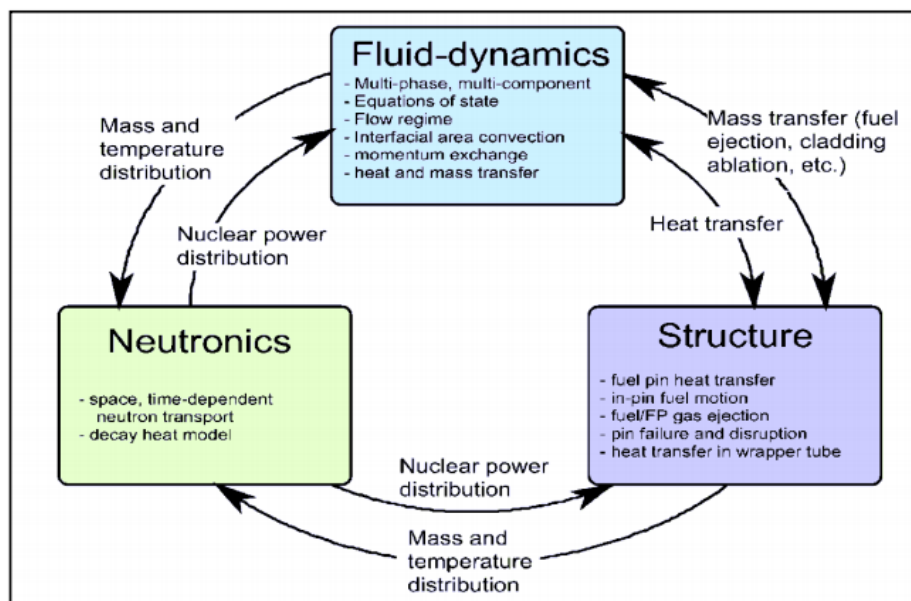 Fluid-dynamics
- Multi-phase, multi-component
- Equations of state
- Flow regime
- Interfacial area convection
- momentum exchange
- heat and mass transfer
Mass and
temperature
distribution
Nuclear power
distribution
Mass transfer (fuel
ejection, cladding
ablation, etc.)
Heat transfer
Neutronics
- space, time-dependent
neutron transport
- decay heat model
Structure
- fuel pin heat transfer
- in-pin fuel motion
- fuel/FP gas ejection
- pin failure and disruption
- heat transfer in wrapper tube
Nuclear power
distribution
Mass and
temperature
distribution